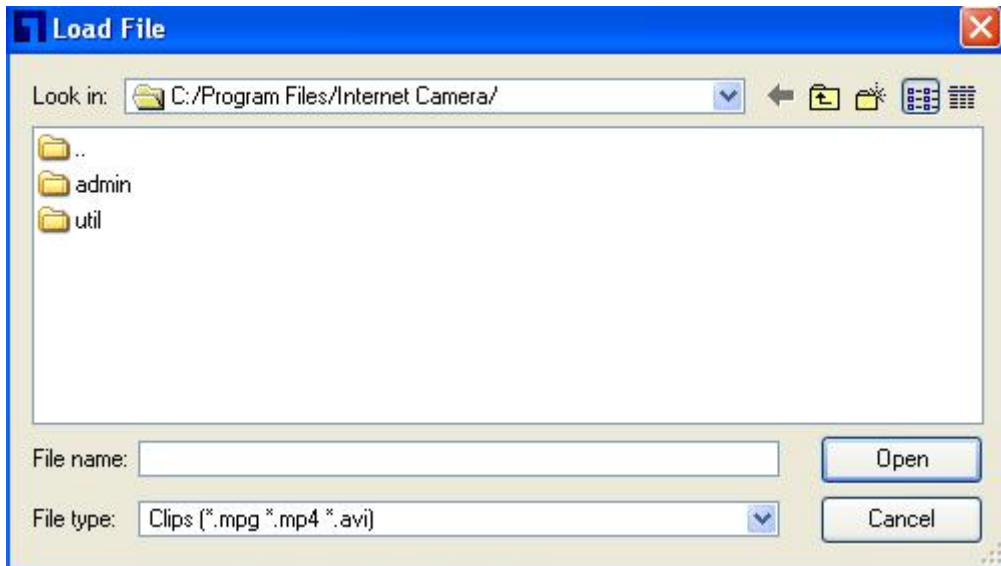 Load File
Look in: C:/Program Files/Internet Camera/
..
admin
util
File name: Open
File type: Clips (*.mpg *.mp4 *.avi) Cancel